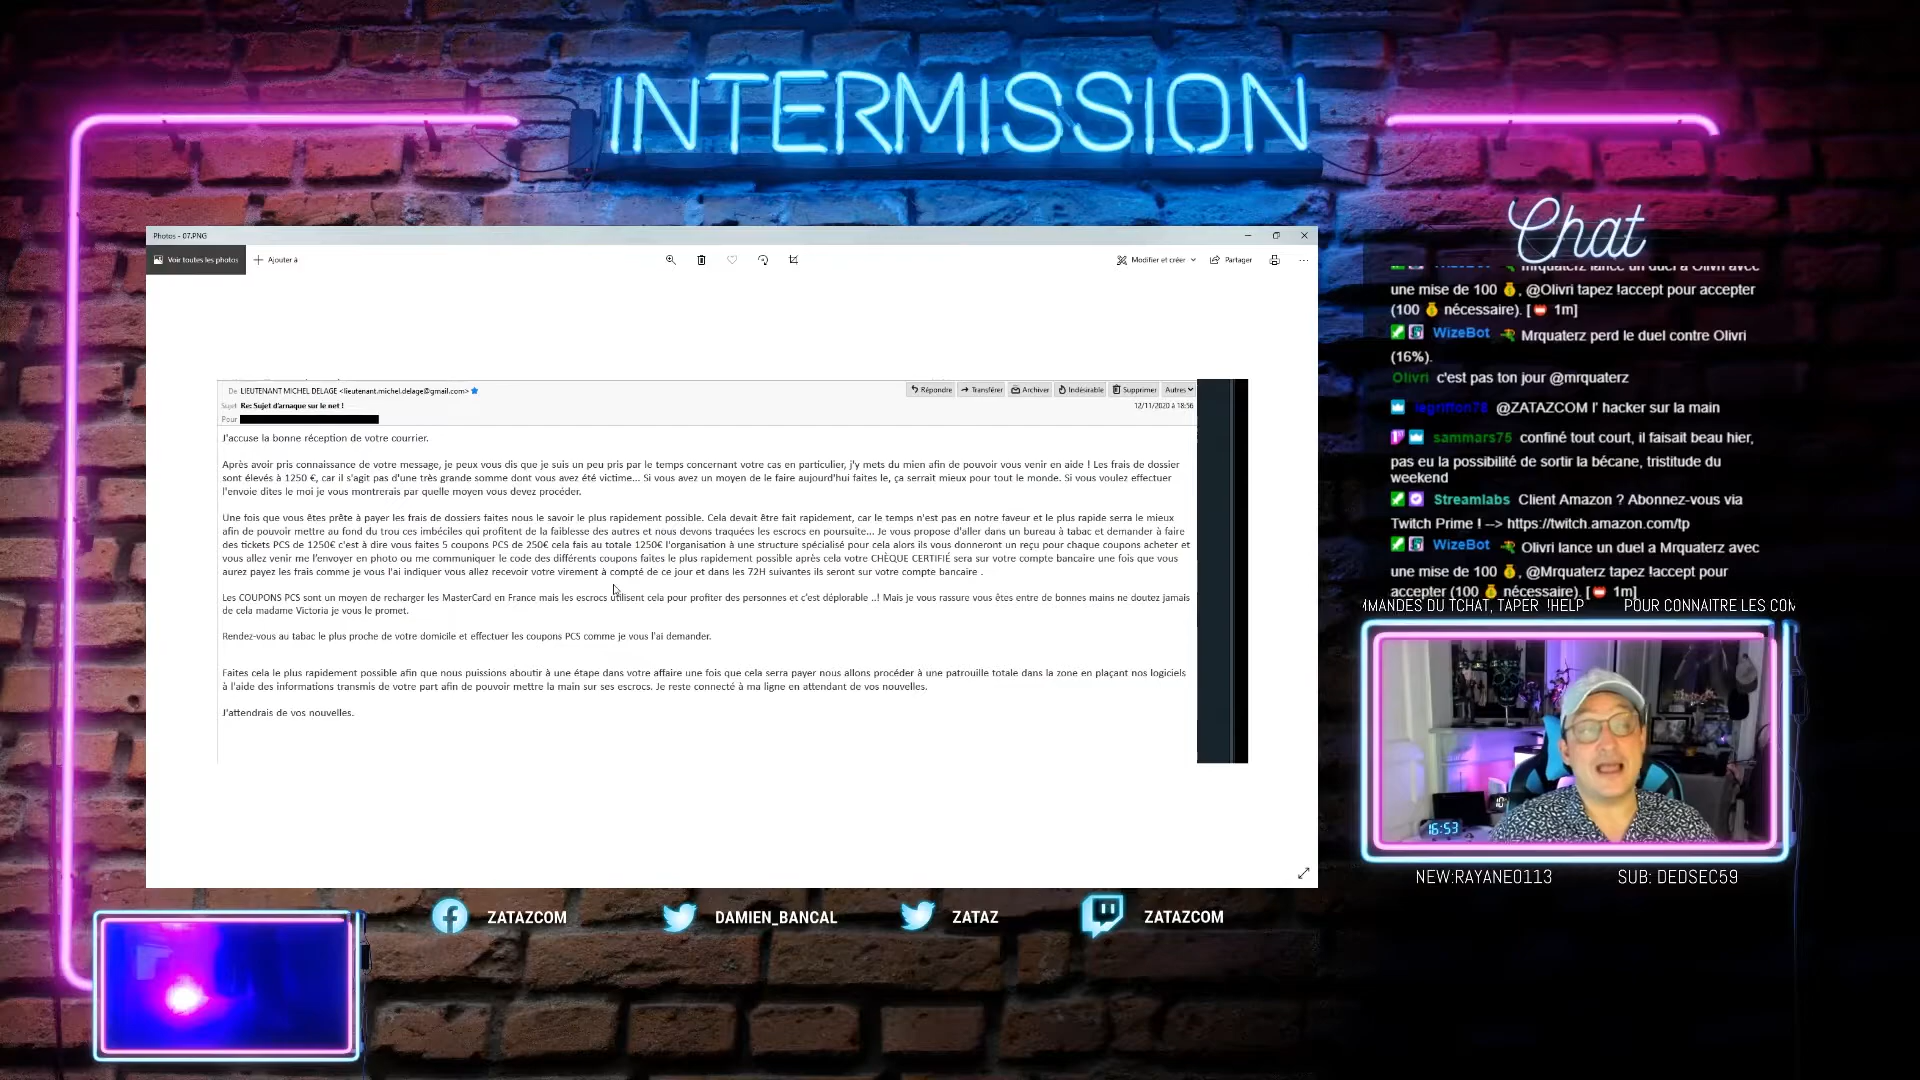 INTERMISSION
Photos - 07.PNG
Voir toutes les photos
Ajouter à
Modifier et créer
Partager
De LIEUTENANT MICHEL DELAGE <lieutenant.michel.delage@gmail.com>
Répondre
Transférer
Archiver
Indésirable
Supprimer
Autres
Sujet Re: Sujet d'arnaque sur le net !
12/11/2020 à 18:56
Pour
J'accuse la bonne réception de votre courrier.
Après avoir pris connaissance de votre message, je peux vous dis que je suis un peu pris par le temps concernant votre cas en particulier, j'y mets du mien afin de pouvoir vous venir en aide ! Les frais de dossier
sont élevés à 1250 €, car il s'agit pas d'une très grande somme dont vous avez été victime... Si vous avez un moyen de le faire aujourd'hui faites le, ça serrait mieux pour tout le monde. Si vous voulez effectuer
l'envoie dites le moi je vous montrerais par quelle moyen vous devez procéder.
Une fois que vous êtes prête à payer les frais de dossiers faites nous le savoir le plus rapidement possible. Cela devait être fait rapidement, car le temps n'est pas en notre faveur et le plus rapide serra le mieux
afin de pouvoir mettre au fond du trou ces imbéciles qui profitent de la faiblesse des autres et nous devons traquées les escrocs en poursuite... Je vous propose d'aller dans un bureau à tabac et demander à faire
des tickets PCS de 1250€ c'est à dire vous faites 5 coupons PCS de 250€ cela fais au totale 1250€ l'organisation à une structure spécialisé pour cela alors ils vous donneront un reçu pour chaque coupons acheter et
vous allez venir me l'envoyer en photo ou me communiquer le code des différents coupons faites le plus rapidement possible après cela votre CHÈQUE CERTIFIÉ sera sur votre compte bancaire une fois que vous
aurez payez les frais comme je vous l'ai indiquer vous allez recevoir votre virement à compté de ce jour et dans les 72H suivantes ils seront sur votre compte bancaire .
Les COUPONS PCS sont un moyen de recharger les MasterCard en France mais les escrocs utilisent cela pour profiter des personnes et c'est déplorable ..! Mais je vous rassure vous êtes entre de bonnes mains ne doutez jamais
de cela madame Victoria je vous le promet.
Rendez-vous au tabac le plus proche de votre domicile et effectuer les coupons PCS comme je vous l'ai demander.
Faites cela le plus rapidement possible afin que nous puissions aboutir à une étape dans votre affaire une fois que cela serra payer nous allons procéder à une patrouille totale dans la zone en plaçant nos logiciels
à l'aide des informations transmis de votre part afin de pouvoir mettre la main sur ses escrocs. Je reste connecté à ma ligne en attendant de vos nouvelles.
J'attendrais de vos nouvelles.
Chat
mrquaterz lance un duel a Olivri avec
une mise de 100 , @Olivri tapez !accept pour accepter
(100 nécessaire). [ 1m]
WizeBot Mrquaterz perd le duel contre Olivri
(16%).
Olivri c'est pas ton jour @mrquaterz
legriffon78 @ZATAZCOM l' hacker sur la main
sammars75 confiné tout court, il faisait beau hier,
pas eu la possibilité de sortir la bécane, tristitude du
weekend
Streamlabs Client Amazon ? Abonnez-vous via
Twitch Prime ! --> https://twitch.amazon.com/tp
WizeBot Olivri lance un duel a Mrquaterz avec
une mise de 100 , @Mrquaterz tapez !accept pour
accepter (100 nécessaire). [ 1m]
MMANDES DU TCHAT, TAPER !HELP POUR CONNAITRE LES COM
16:53
NEW:RAYANE0113
SUB: DEDSEC59
ZATAZCOM
DAMIEN_BANCAL
ZATAZ
ZATAZCOM